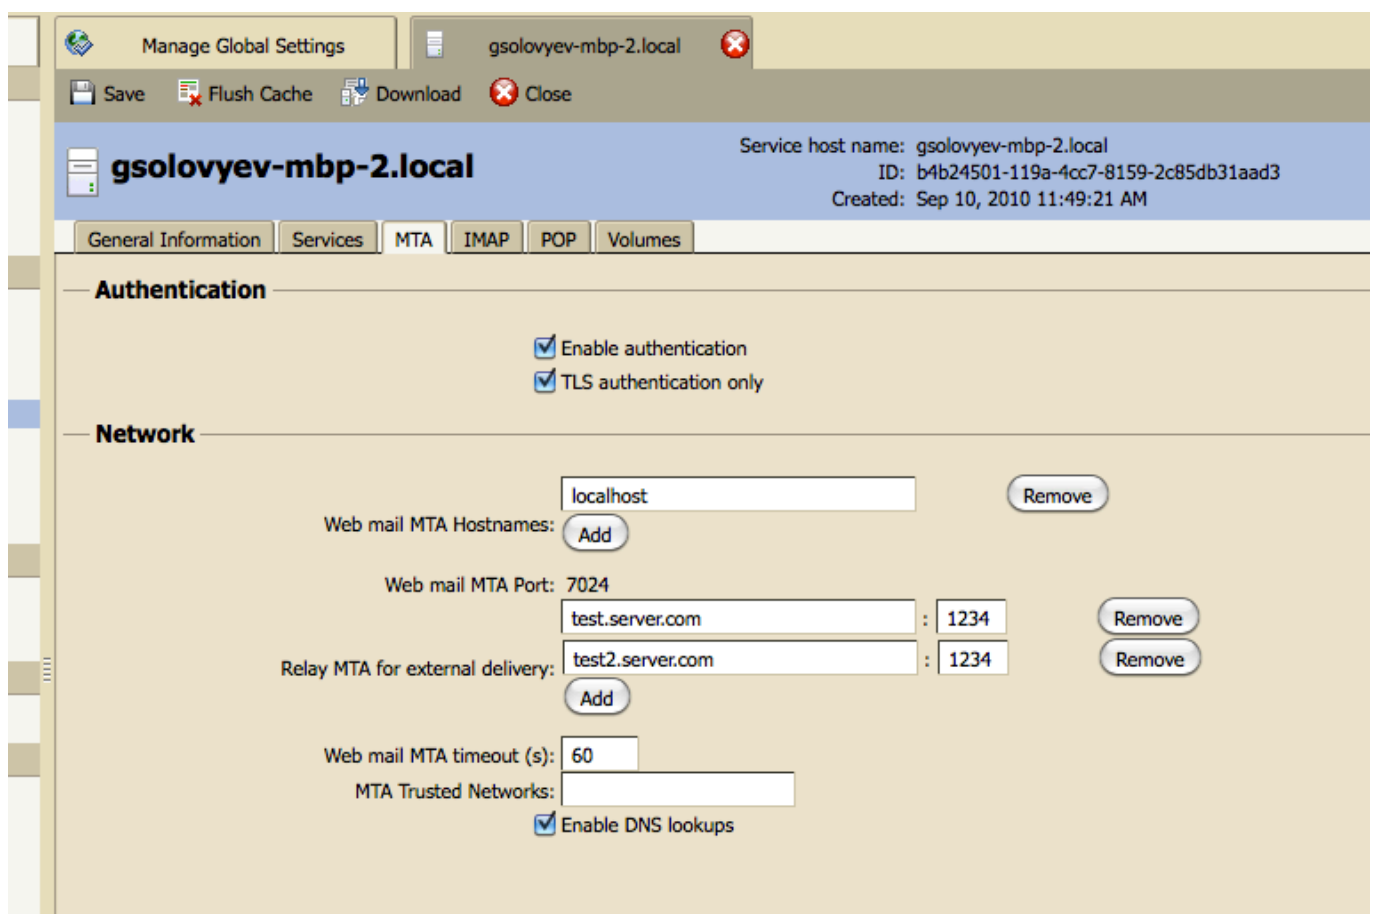 Manage Global Settings gsolovyev-mbp-2.local
Save Flush Cache Download Close
gsolovyev-mbp-2.local
Service host name: gsolovyev-mbp-2.local
ID: b4b24501-119a-4cc7-8159-2c85db31aad3
Created: Sep 10, 2010 11:49:21 AM
General Information Services MTA IMAP POP Volumes
Authentication
Enable authentication
TLS authentication only
Network
localhost Remove
Web mail MTA Hostnames: Add
Web mail MTA Port: 7024
test.server.com : 1234 Remove
Relay MTA for external delivery: test2.server.com : 1234 Remove
Add
Web mail MTA timeout (s): 60
MTA Trusted Networks:
Enable DNS lookups